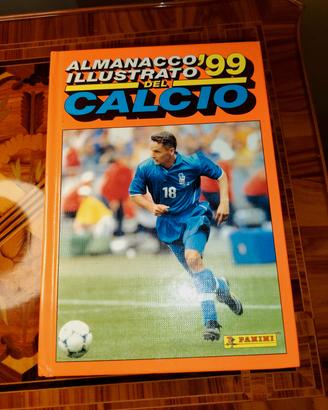 ALMANACCO '99
ILLUSTRATO
DEL
CALCIO
18
PANINI